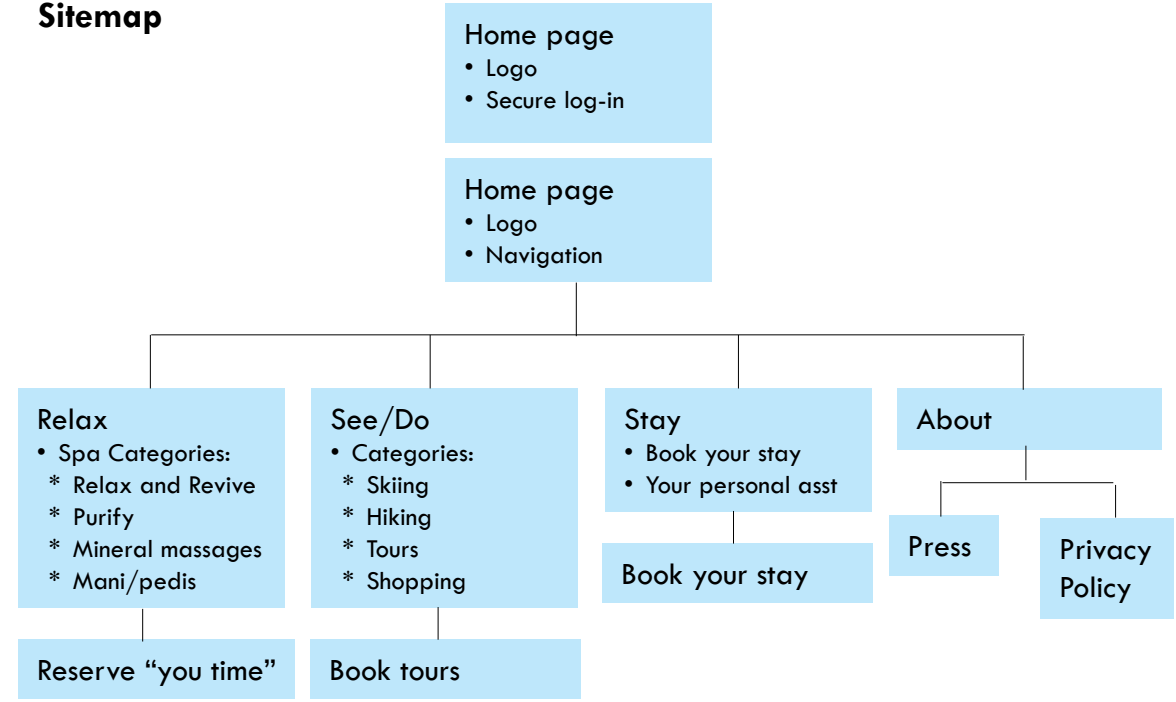 Sitemap
Home page
• Logo
• Secure log-in
Home page
• Logo
• Navigation
Relax
• Spa Categories:
* Relax and Revive
* Purify
* Mineral massages
* Mani/pedis
See/Do
• Categories:
* Skiing
* Hiking
* Tours
* Shopping
Stay
• Book your stay
• Your personal asst
About
Reserve “you time”
Book tours
Book your stay
Press
Privacy
Policy